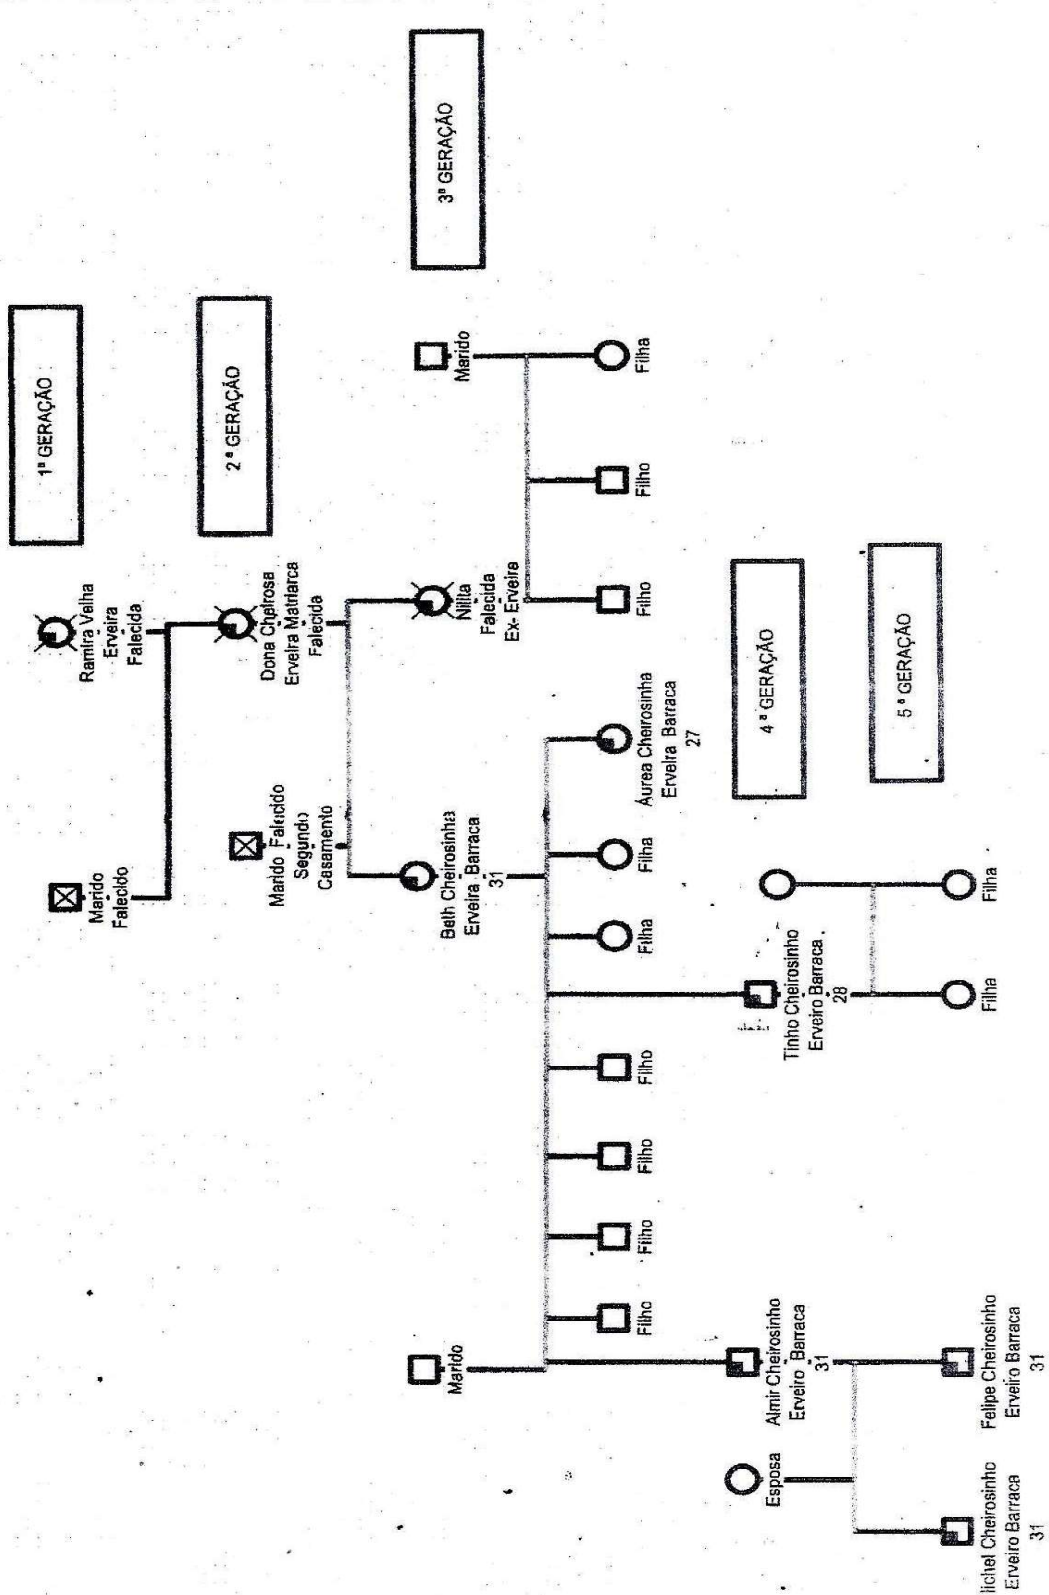 1ª GERAÇÃO
Ramira Velha
Erveira
Falecida
Marido
Falecido
2ª GERAÇÃO
Dona Cheirosa
Erveira Matriarca
Falecida
Marido Falecido
Segundo
Casamento
3ª GERAÇÃO
Marido
Nilita
Falecida
Ex- Erveira
Beth Cheirosinha
Erveira Barraca
31
Marido
Filha
Filho
Filho
Áurea Cheirosinha
Erveira Barraca
27
Filha
Filha
Filho
Filho
Filho
Filho
4ª GERAÇÃO
Tinho Cheirosinho
Erveiro Barraca
28
Almir Cheirosinho
Erveiro Barraca
31
Esposa
5ª GERAÇÃO
Filha
Filha
Felipe Cheirosinho
Erveiro Barraca
31
lichel Cheirosinho
Erveiro Barraca
31